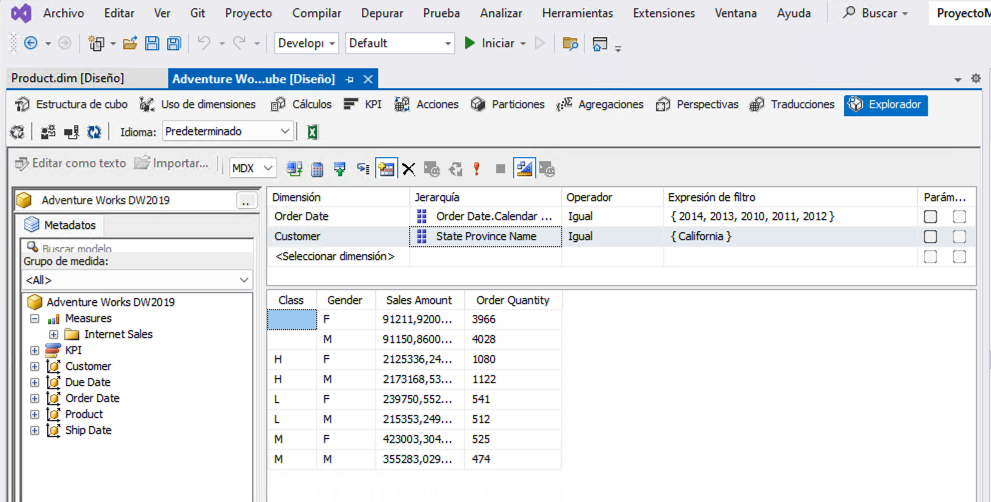 Archivo Editar Ver Git Proyecto Compilar Depurar Prueba Analizar Herramientas Extensiones Ventana Ayuda Buscar ProyectoM
Developı Default Iniciar
Product.dim [Diseño] Adventure Wo...ube [Diseño]
Estructura de cubo Uso de dimensiones Cálculos KPI Acciones Particiones Agregaciones Perspectivas Traducciones Explorador
Idioma: Predeterminado
Editar como texto Importar... MDX
Adventure Works DW2019 ..
Metadatos
Buscar modelo
Grupo de medida:
<All>
Adventure Works DW2019
Measures
Internet Sales
KPI
Customer
Due Date
Order Date
Product
Ship Date
Dimensión Jerarquía Operador Expresión de filtro Parám...
Order Date Order Date.Calendar ... Igual { 2014, 2013, 2010, 2011, 2012 }
Customer State Province Name Igual { California }
<Seleccionar dimensión>
Class Gender Sales Amount Order Quantity
F 91211,9200... 3966
M 91150,8600... 4028
H F 2125336,24... 1080
H M 2173168,53... 1122
L F 239750,552... 541
L M 215353,249... 512
M F 423003,304... 525
M M 355283,029... 474